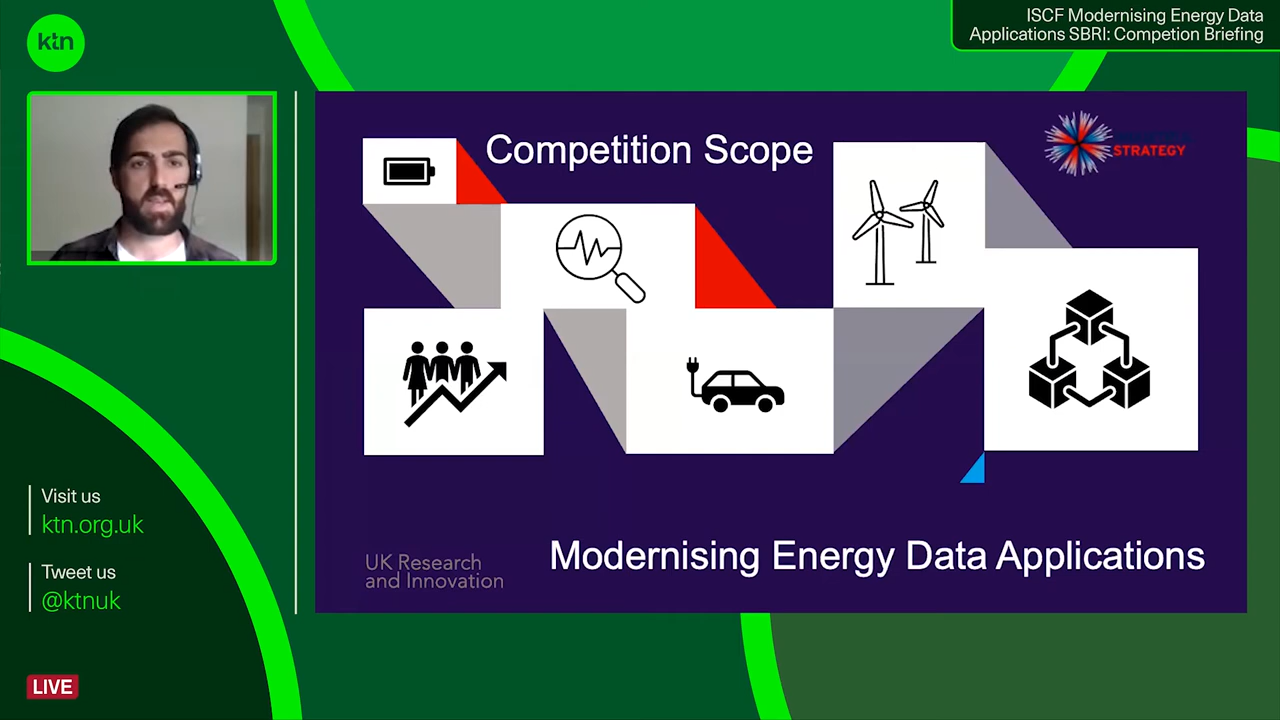 ktn
ISCF Modernising Energy Data
Applications SBRI: Competion Briefing
Competition Scope
STRATEGY
Visit us
ktn.org.uk
Tweet us
@ktnuk
UK Research
and Innovation
Modernising Energy Data Applications
LIVE